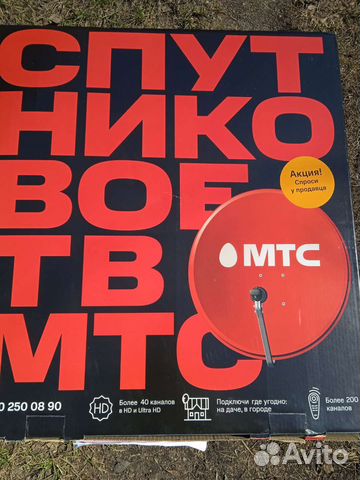 СПУТ
НИКО
ВОЕ
ТВ
МТС
Акция!
Спроси
у продавца
МТС
0 250 08 90
HD
Более 40 каналов
в HD и Ultra HD
Подключи где угодно:
на даче, в городе
Более 200
каналов
Avito